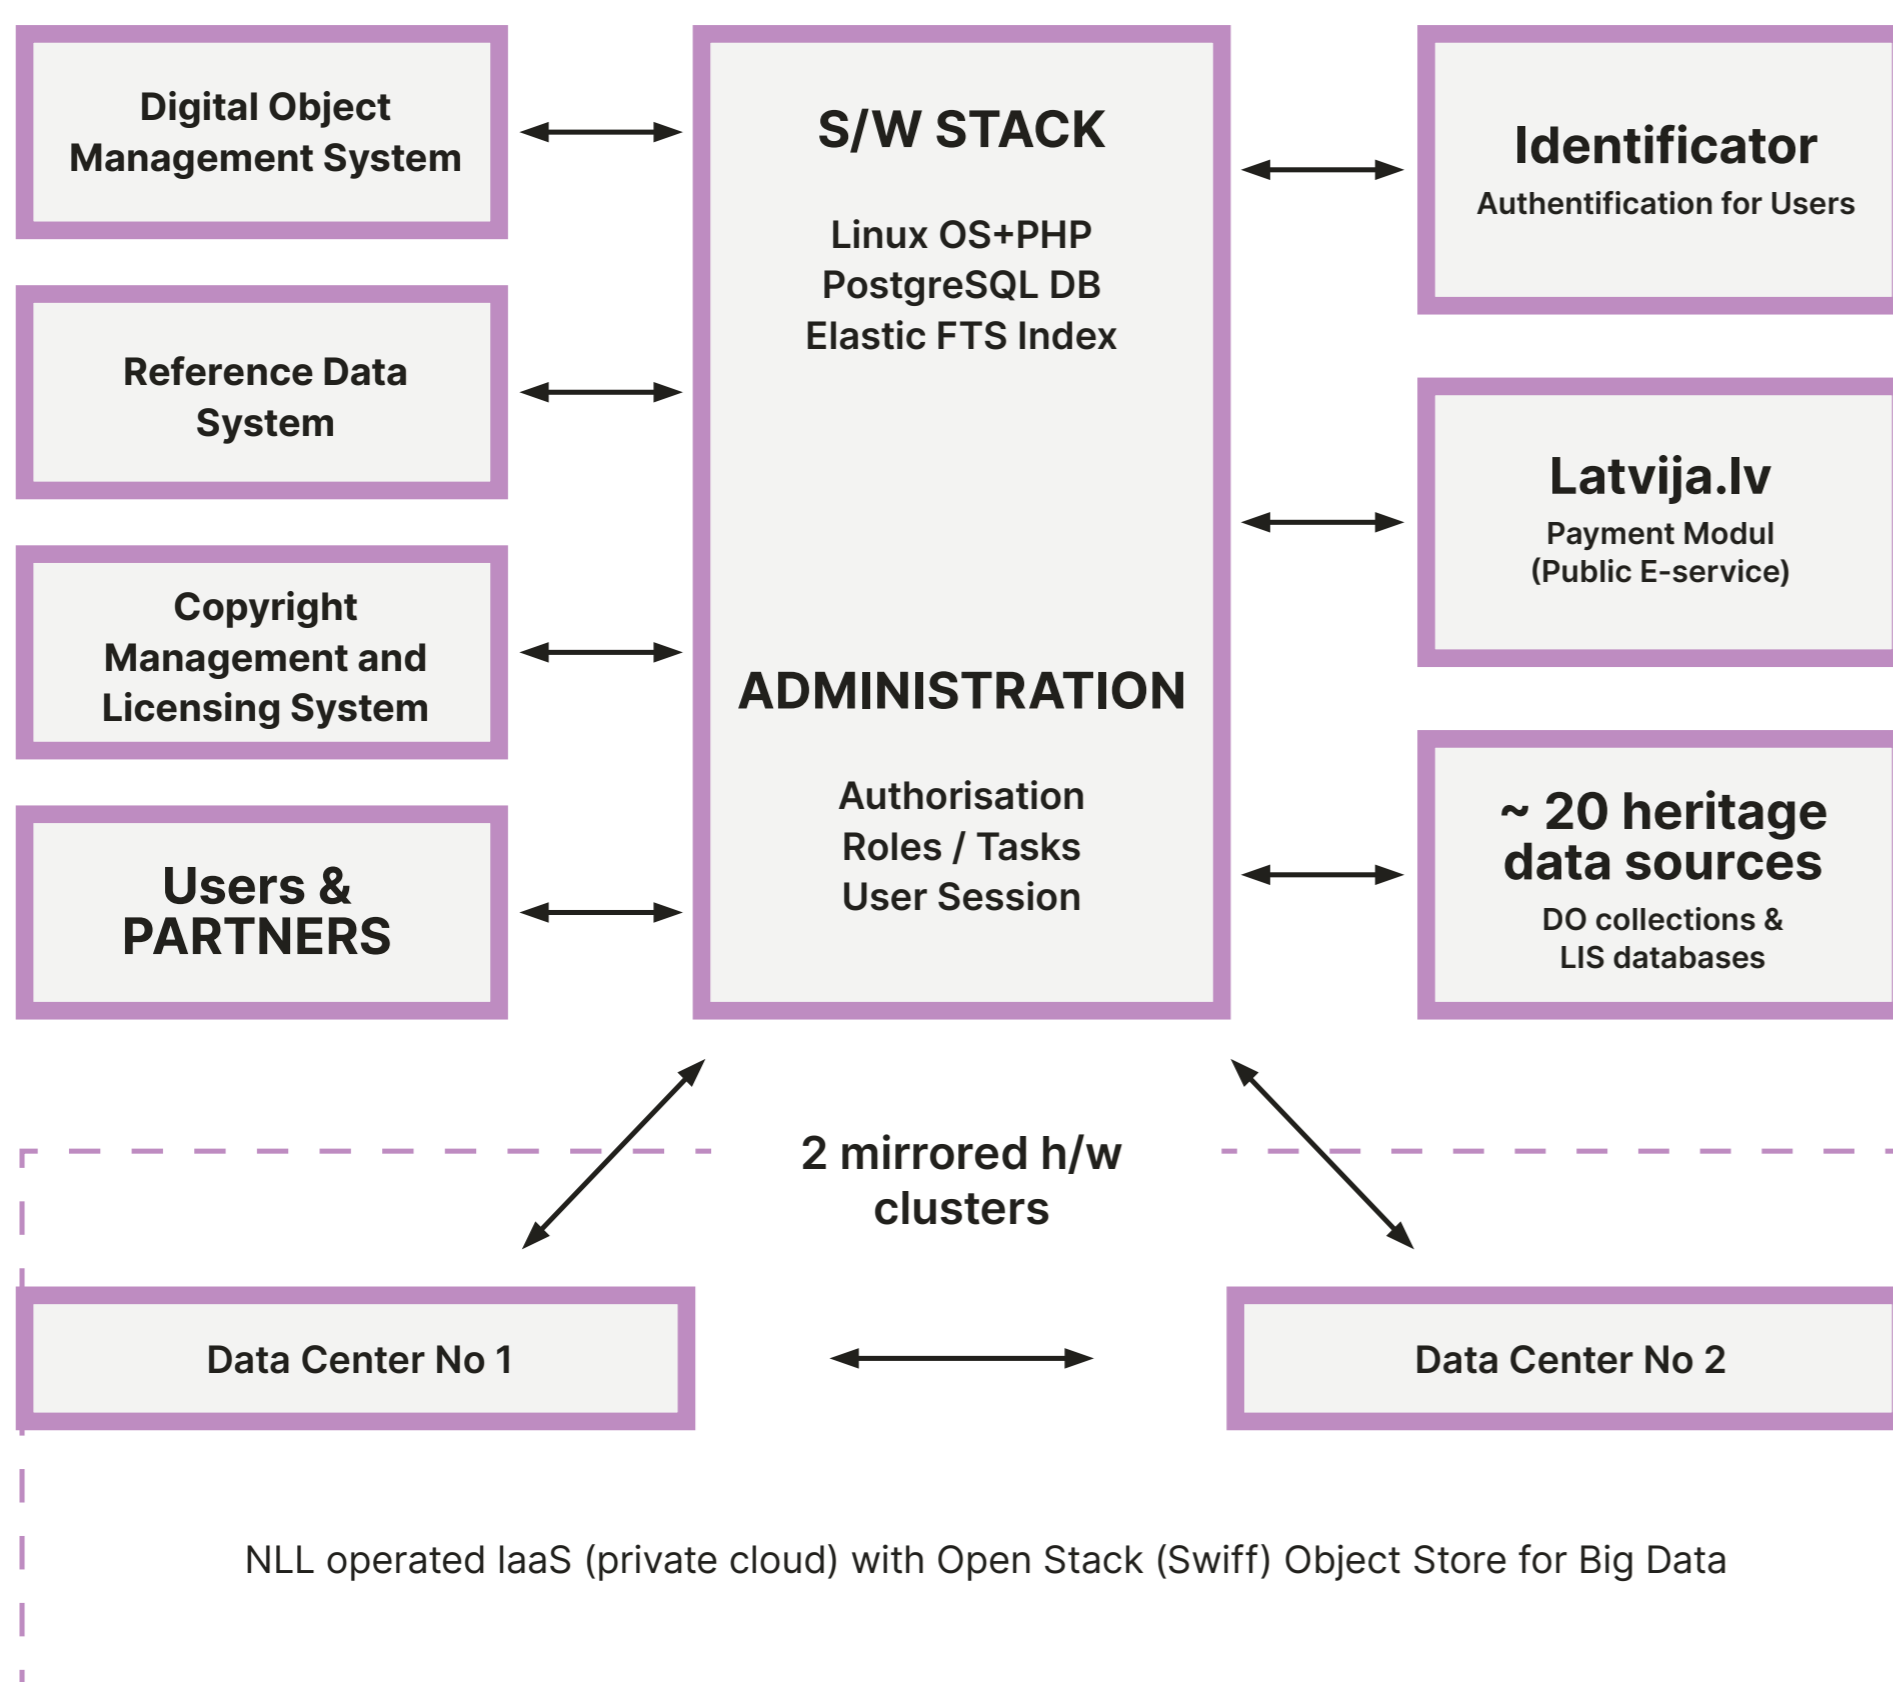 Digital Object
Management System
Reference Data
System
Copyright
Management and
Licensing System
Users &
PARTNERS
S/W STACK
Linux OS+PHP
PostgreSQL DB
Elastic FTS Index
ADMINISTRATION
Authorisation
Roles / Tasks
User Session
Identificator
Authentification for Users
Latvija.lv
Payment Modul
(Public E-service)
~ 20 heritage
data sources
DO collections &
LIS databases
2 mirrored h/w
clusters
Data Center No 1
Data Center No 2
NLL operated IaaS (private cloud) with Open Stack (Swiff) Object Store for Big Data